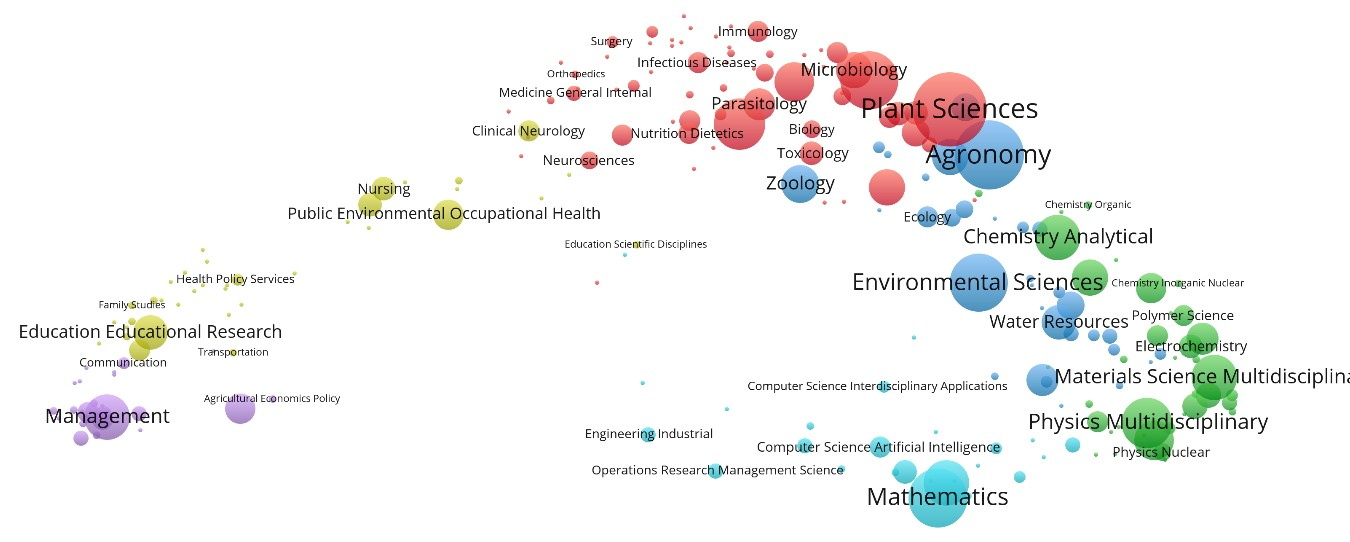 Immunology
Surgery
Infectious Diseases
Microbiology
Orthopedics
Medicine General Internal
Parasitology
Plant Sciences
Clinical Neurology
Nutrition Dietetics
Biology
Neurosciences
Toxicology
Agronomy
Zoology
Nursing
Public Environmental Occupational Health
Ecology
Chemistry Organic
Chemistry Analytical
Education Scientific Disciplines
Health Policy Services
Environmental Sciences
Chemistry Inorganic Nuclear
Family Studies
Water Resources
Polymer Science
Education Educational Research
Electrochemistry
Transportation
Communication
Materials Science Multidisciplina
Computer Science Interdisciplinary Applications
Agricultural Economics Policy
Management
Physics Multidisciplinary
Engineering Industrial
Computer Science Artificial Intelligence
Physics Nuclear
Operations Research Management Science
Mathematics